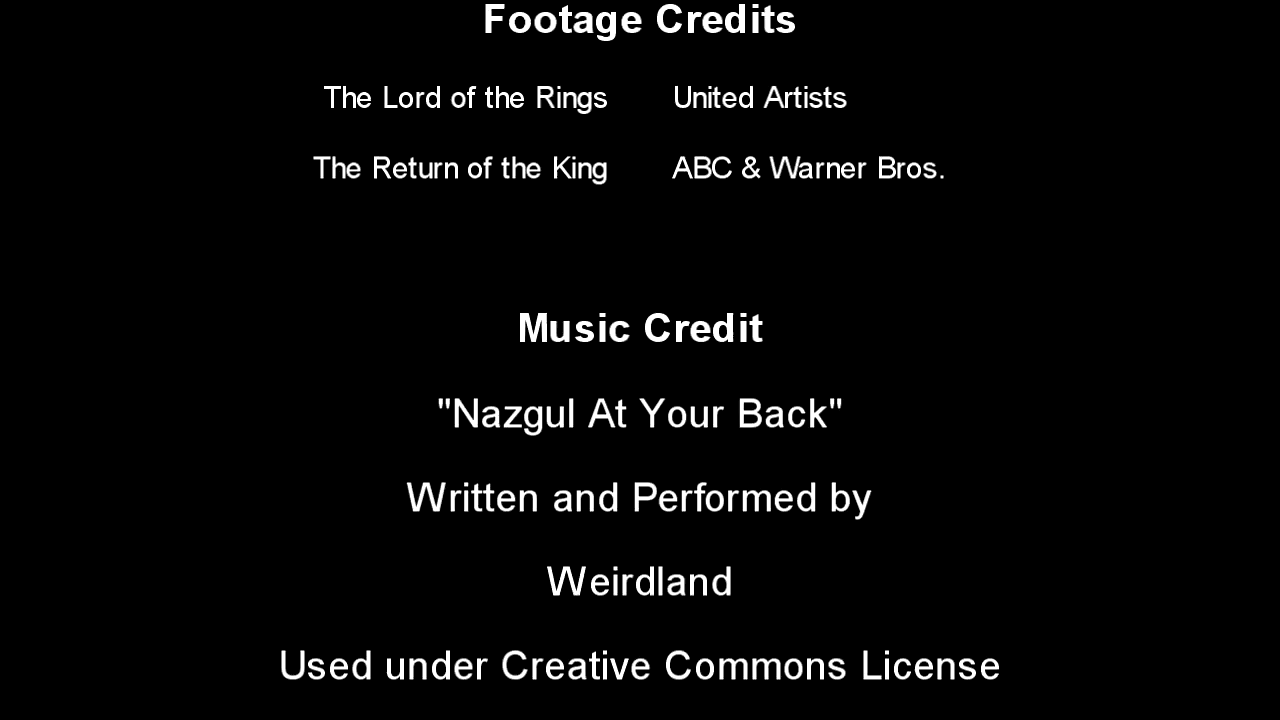 Footage Credits
The Lord of the Rings United Artists
The Return of the King ABC & Warner Bros.
Music Credit
"Nazgul At Your Back"
Written and Performed by
Weirdland
Used under Creative Commons License